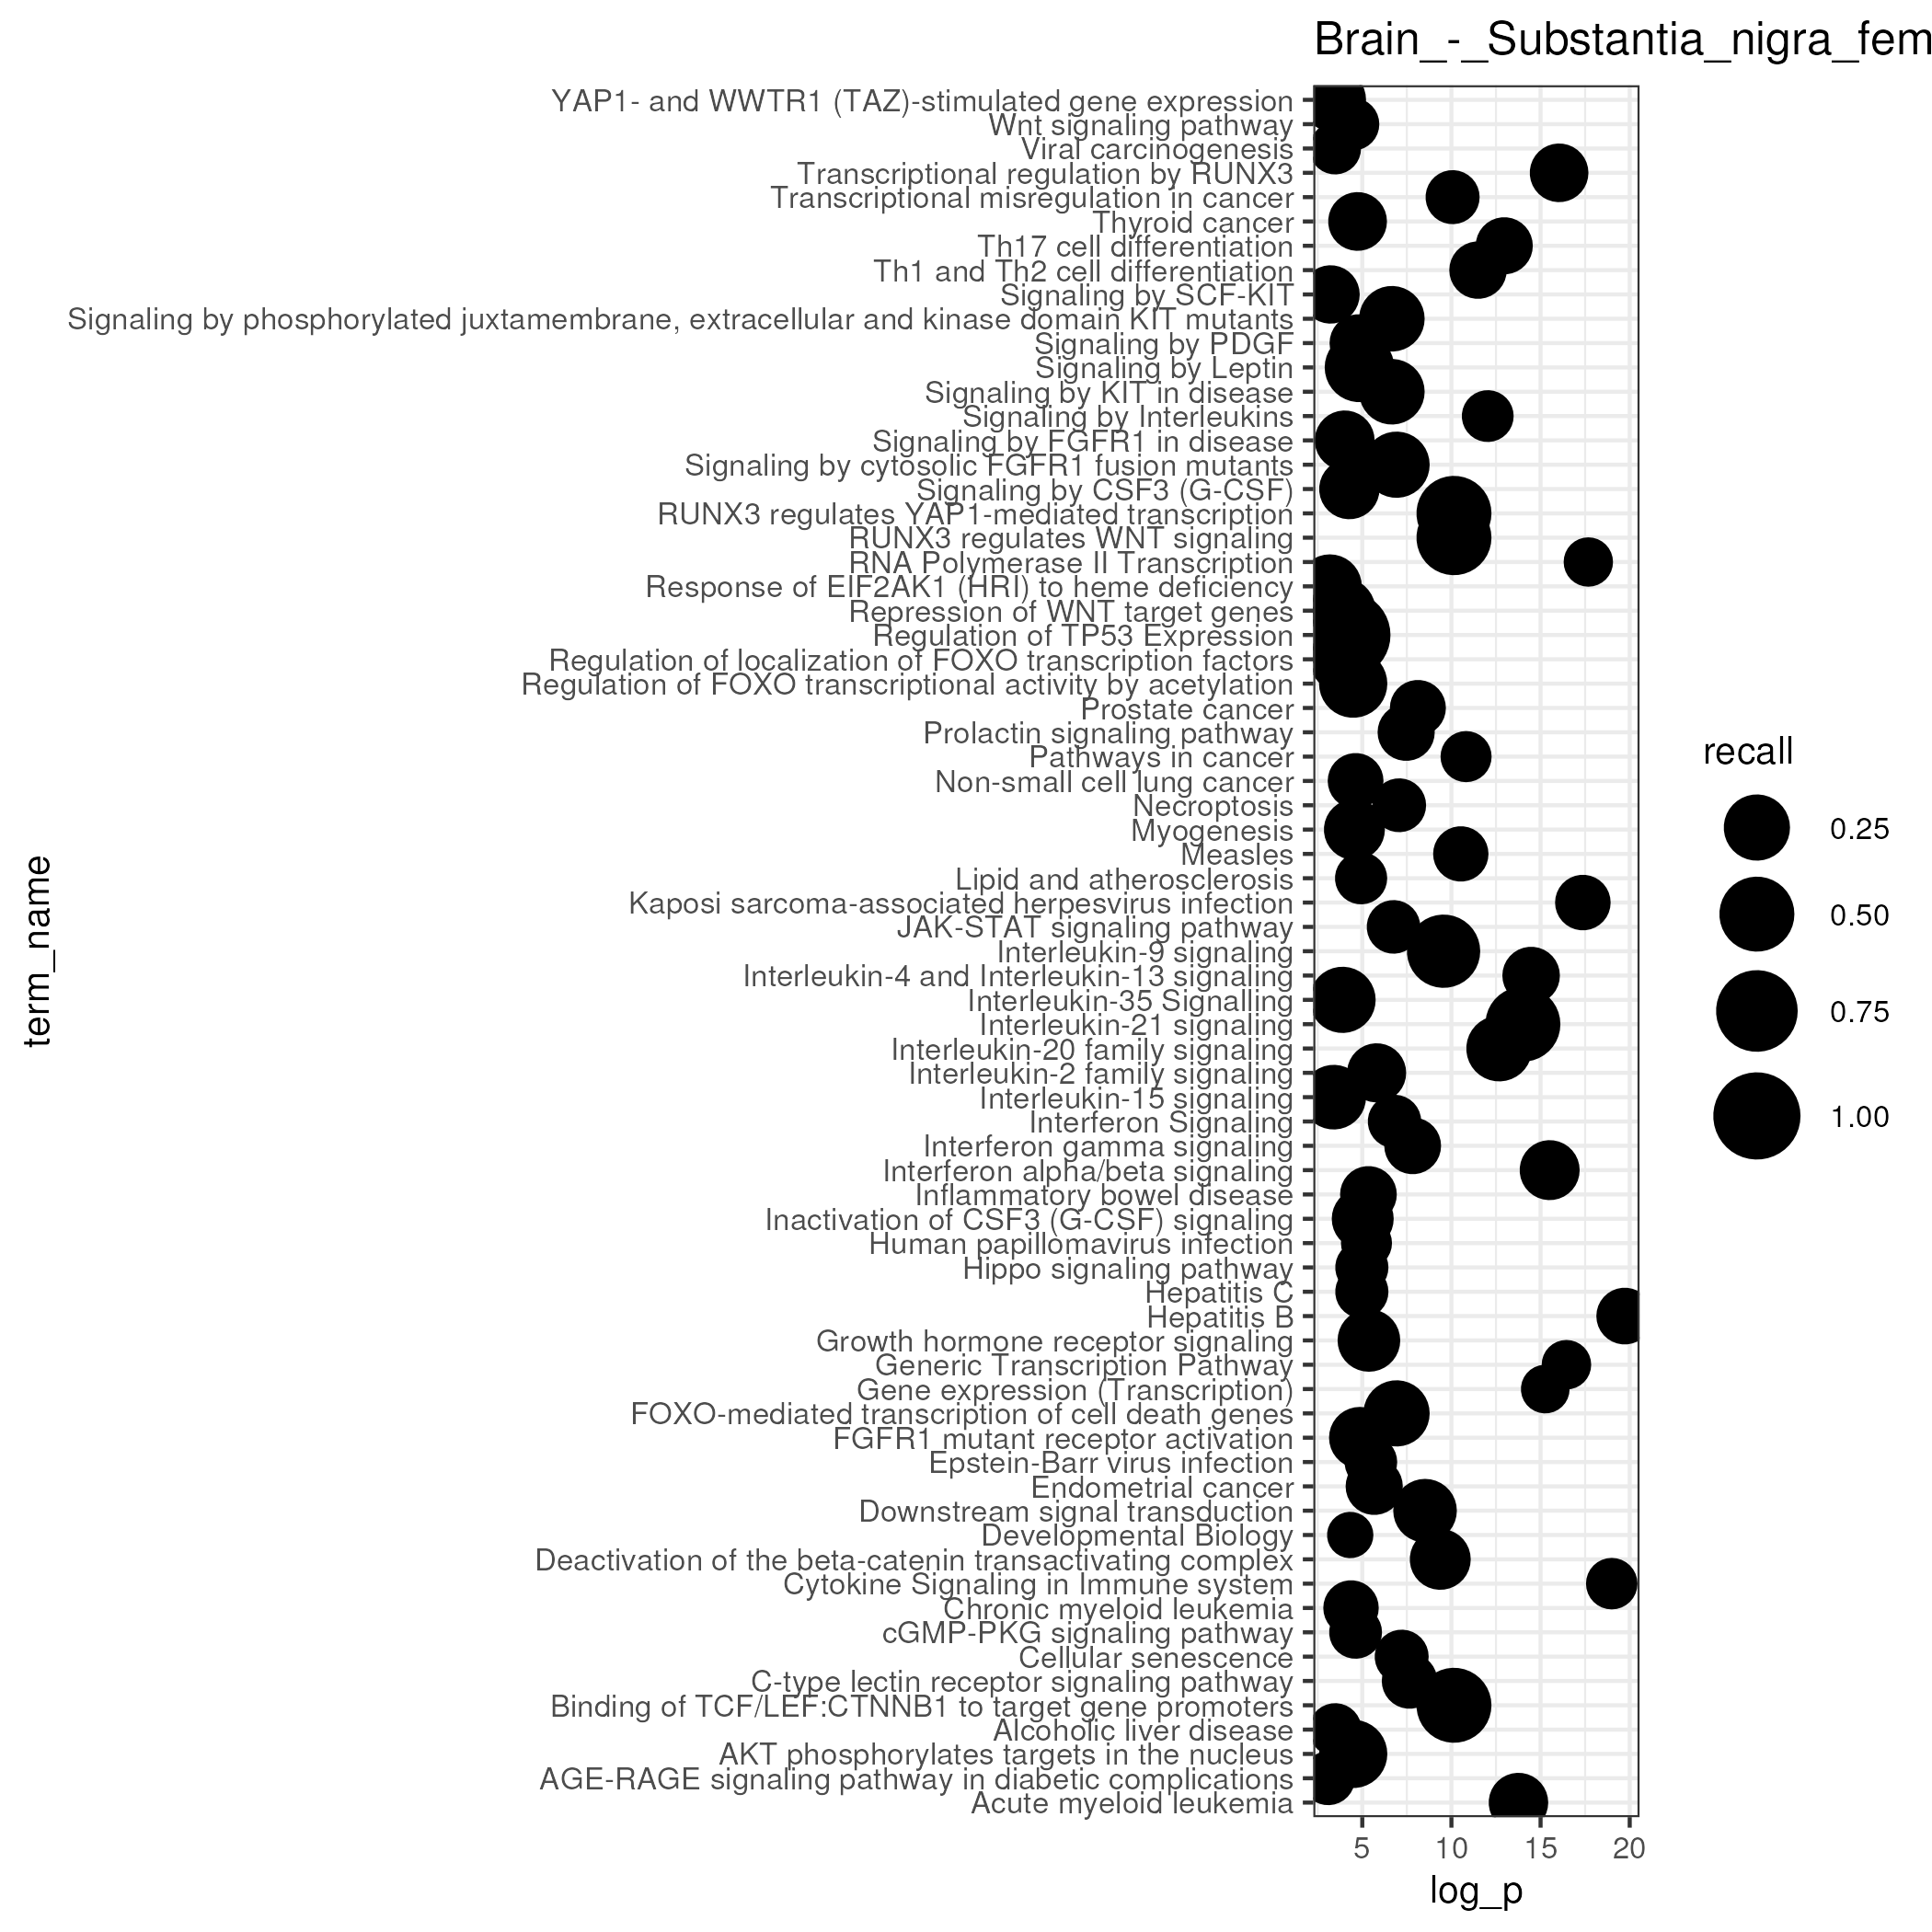 Brain_-_Substantia_nigra_fem
YAP1- and WWTR1 (TAZ)-stimulated gene expression
Wnt signaling pathway
Viral carcinogenesis
Transcriptional regulation by RUNX3
Transcriptional misregulation in cancer
Thyroid cancer
Th17 cell differentiation
Th1 and Th2 cell differentiation
Signaling by SCF-KIT
Signaling by phosphorylated juxtamembrane, extracellular and kinase domain KIT mutants
Signaling by PDGF
Signaling by Leptin
Signaling by KIT in disease
Signaling by Interleukins
Signaling by FGFR1 in disease
Signaling by cytosolic FGFR1 fusion mutants
Signaling by CSF3 (G-CSF)
RUNX3 regulates YAP1-mediated transcription
RUNX3 regulates WNT signaling
RNA Polymerase II Transcription
Response of EIF2AK1 (HRI) to heme deficiency
Repression of WNT target genes
Regulation of TP53 Expression
Regulation of localization of FOXO transcription factors
Regulation of FOXO transcriptional activity by acetylation
Prostate cancer
Prolactin signaling pathway
Pathways in cancer
Non-small cell lung cancer
Necroptosis
Myogenesis
Measles
Lipid and atherosclerosis
Kaposi sarcoma-associated herpesvirus infection
JAK-STAT signaling pathway
Interleukin-9 signaling
Interleukin-4 and Interleukin-13 signaling
Interleukin-35 Signalling
Interleukin-21 signaling
Interleukin-20 family signaling
Interleukin-2 family signaling
Interleukin-15 signaling
Interferon Signaling
Interferon gamma signaling
Interferon alpha/beta signaling
Inflammatory bowel disease
Inactivation of CSF3 (G-CSF) signaling
Human papillomavirus infection
Hippo signaling pathway
Hepatitis C
Hepatitis B
Growth hormone receptor signaling
Generic Transcription Pathway
Gene expression (Transcription)
FOXO-mediated transcription of cell death genes
FGFR1 mutant receptor activation
Epstein-Barr virus infection
Endometrial cancer
Downstream signal transduction
Developmental Biology
Deactivation of the beta-catenin transactivating complex
Cytokine Signaling in Immune system
Chronic myeloid leukemia
cGMP-PKG signaling pathway
Cellular senescence
C-type lectin receptor signaling pathway
Binding of TCF/LEF:CTNNB1 to target gene promoters
Alcoholic liver disease
AKT phosphorylates targets in the nucleus
AGE-RAGE signaling pathway in diabetic complications
Acute myeloid leukemia
term_name
5 10 15 20
log_p
recall
0.25
0.50
0.75
1.00